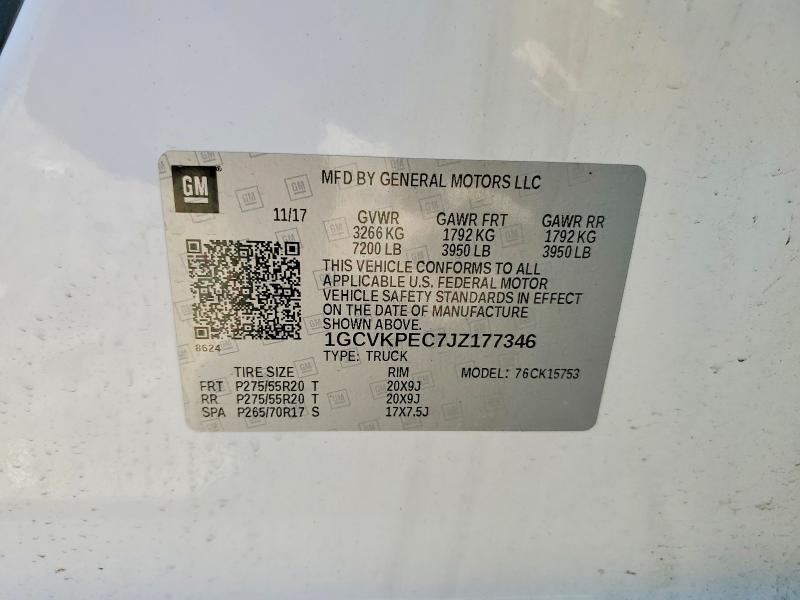 GM
MFD BY GENERAL MOTORS LLC
11/17 GVWR GAWR FRT GAWR RR
3266 KG 1792 KG 1792 KG
7200 LB 3950 LB 3950 LB
THIS VEHICLE CONFORMS TO ALL
APPLICABLE U.S. FEDERAL MOTOR
VEHICLE SAFETY STANDARDS IN EFFECT
ON THE DATE OF MANUFACTURE
SHOWN ABOVE.
8624
1GCVKPEC7JZ177346
TYPE: TRUCK
TIRE SIZE RIM MODEL: 76CK15753
FRT P275/55R20 T 20X9J
RR P275/55R20 T 20X9J
SPA P265/70R17 S 17X7.5J